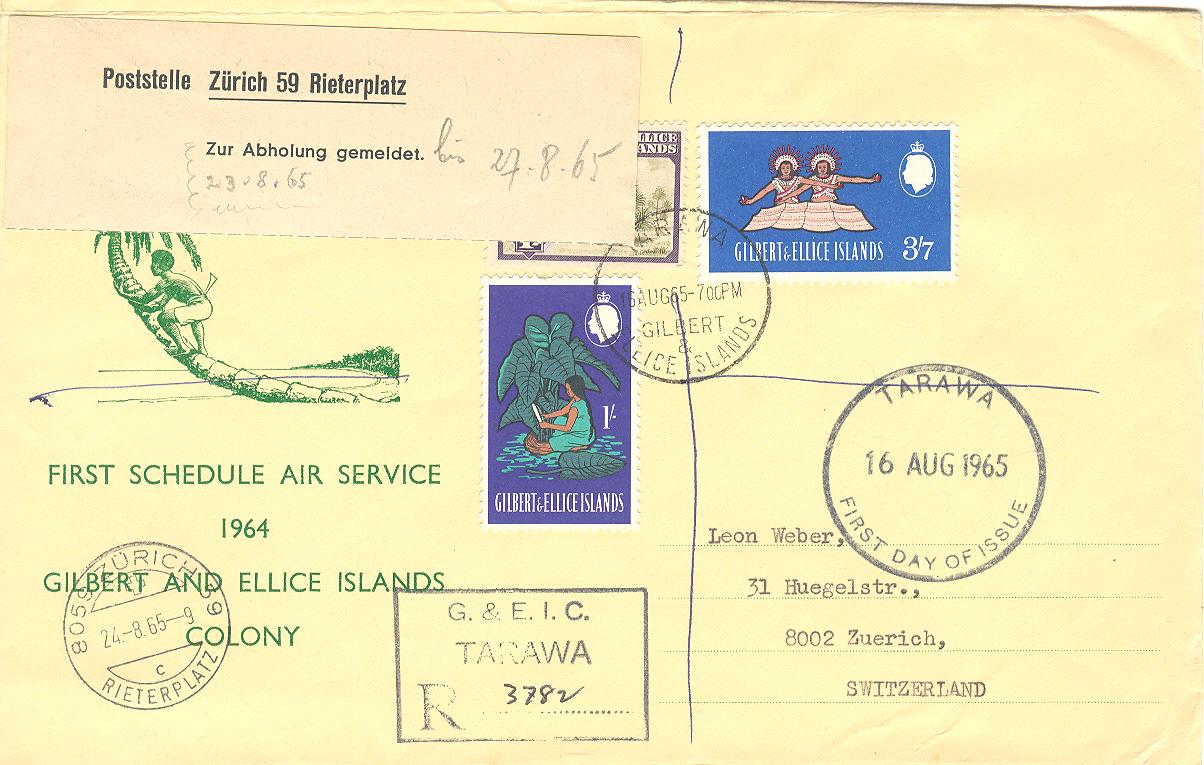 Poststelle Zürich 59 Rieterplatz
Zur Abholung gemeldet. bis 27.8.65
23.8.65
ELLICE
GILBERT & ELLICE ISLANDS 3/7
TARAWA
16 AUG 65-7 00PM
GILBERT
&
ELLICE ISLANDS
1/-
GILBERT & ELLICE ISLANDS
TARAWA
16 AUG 1965
FIRST DAY OF ISSUE
FIRST SCHEDULE AIR SERVICE
1964
GILBERT AND ELLICE ISLANDS
COLONY
8059 ZÜRICH 59
24.-8.65-9
c
RIETERPLATZ
G. & E. I. C.
TARAWA
R 3782
Leon Weber,
31 Huegelstr.,
8002 Zuerich,
SWITZERLAND